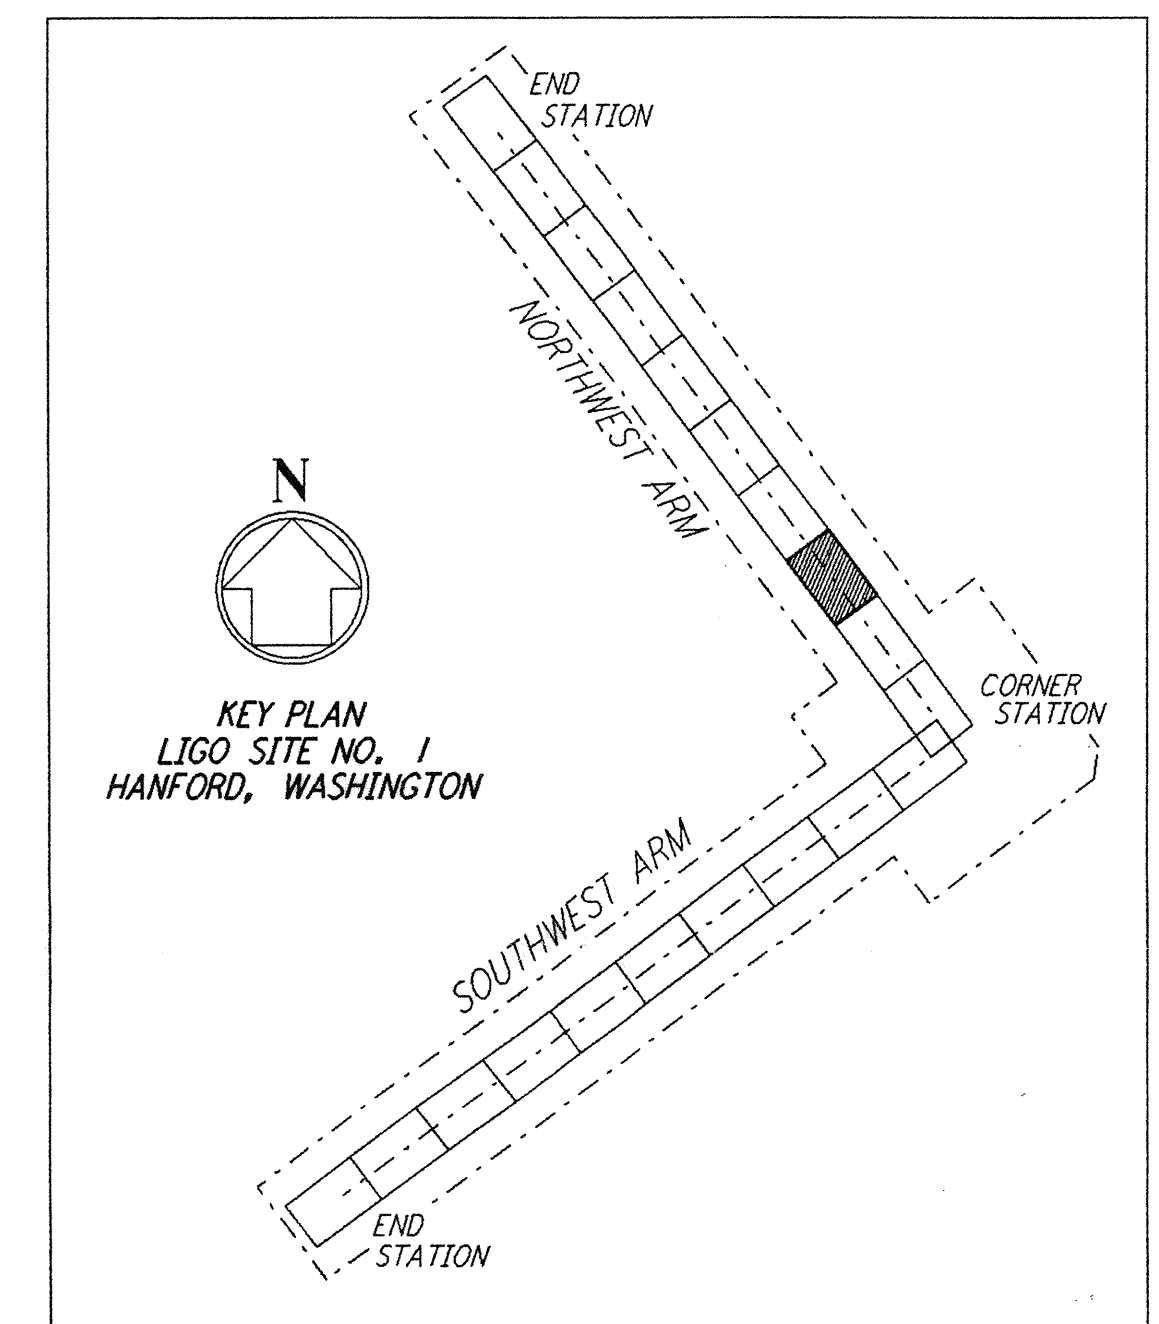 END
STATION
NORTHWEST ARM
N
KEY PLAN
LIGO SITE NO. 1
HANFORD, WASHINGTON
CORNER
STATION
SOUTHWEST ARM
END
STATION